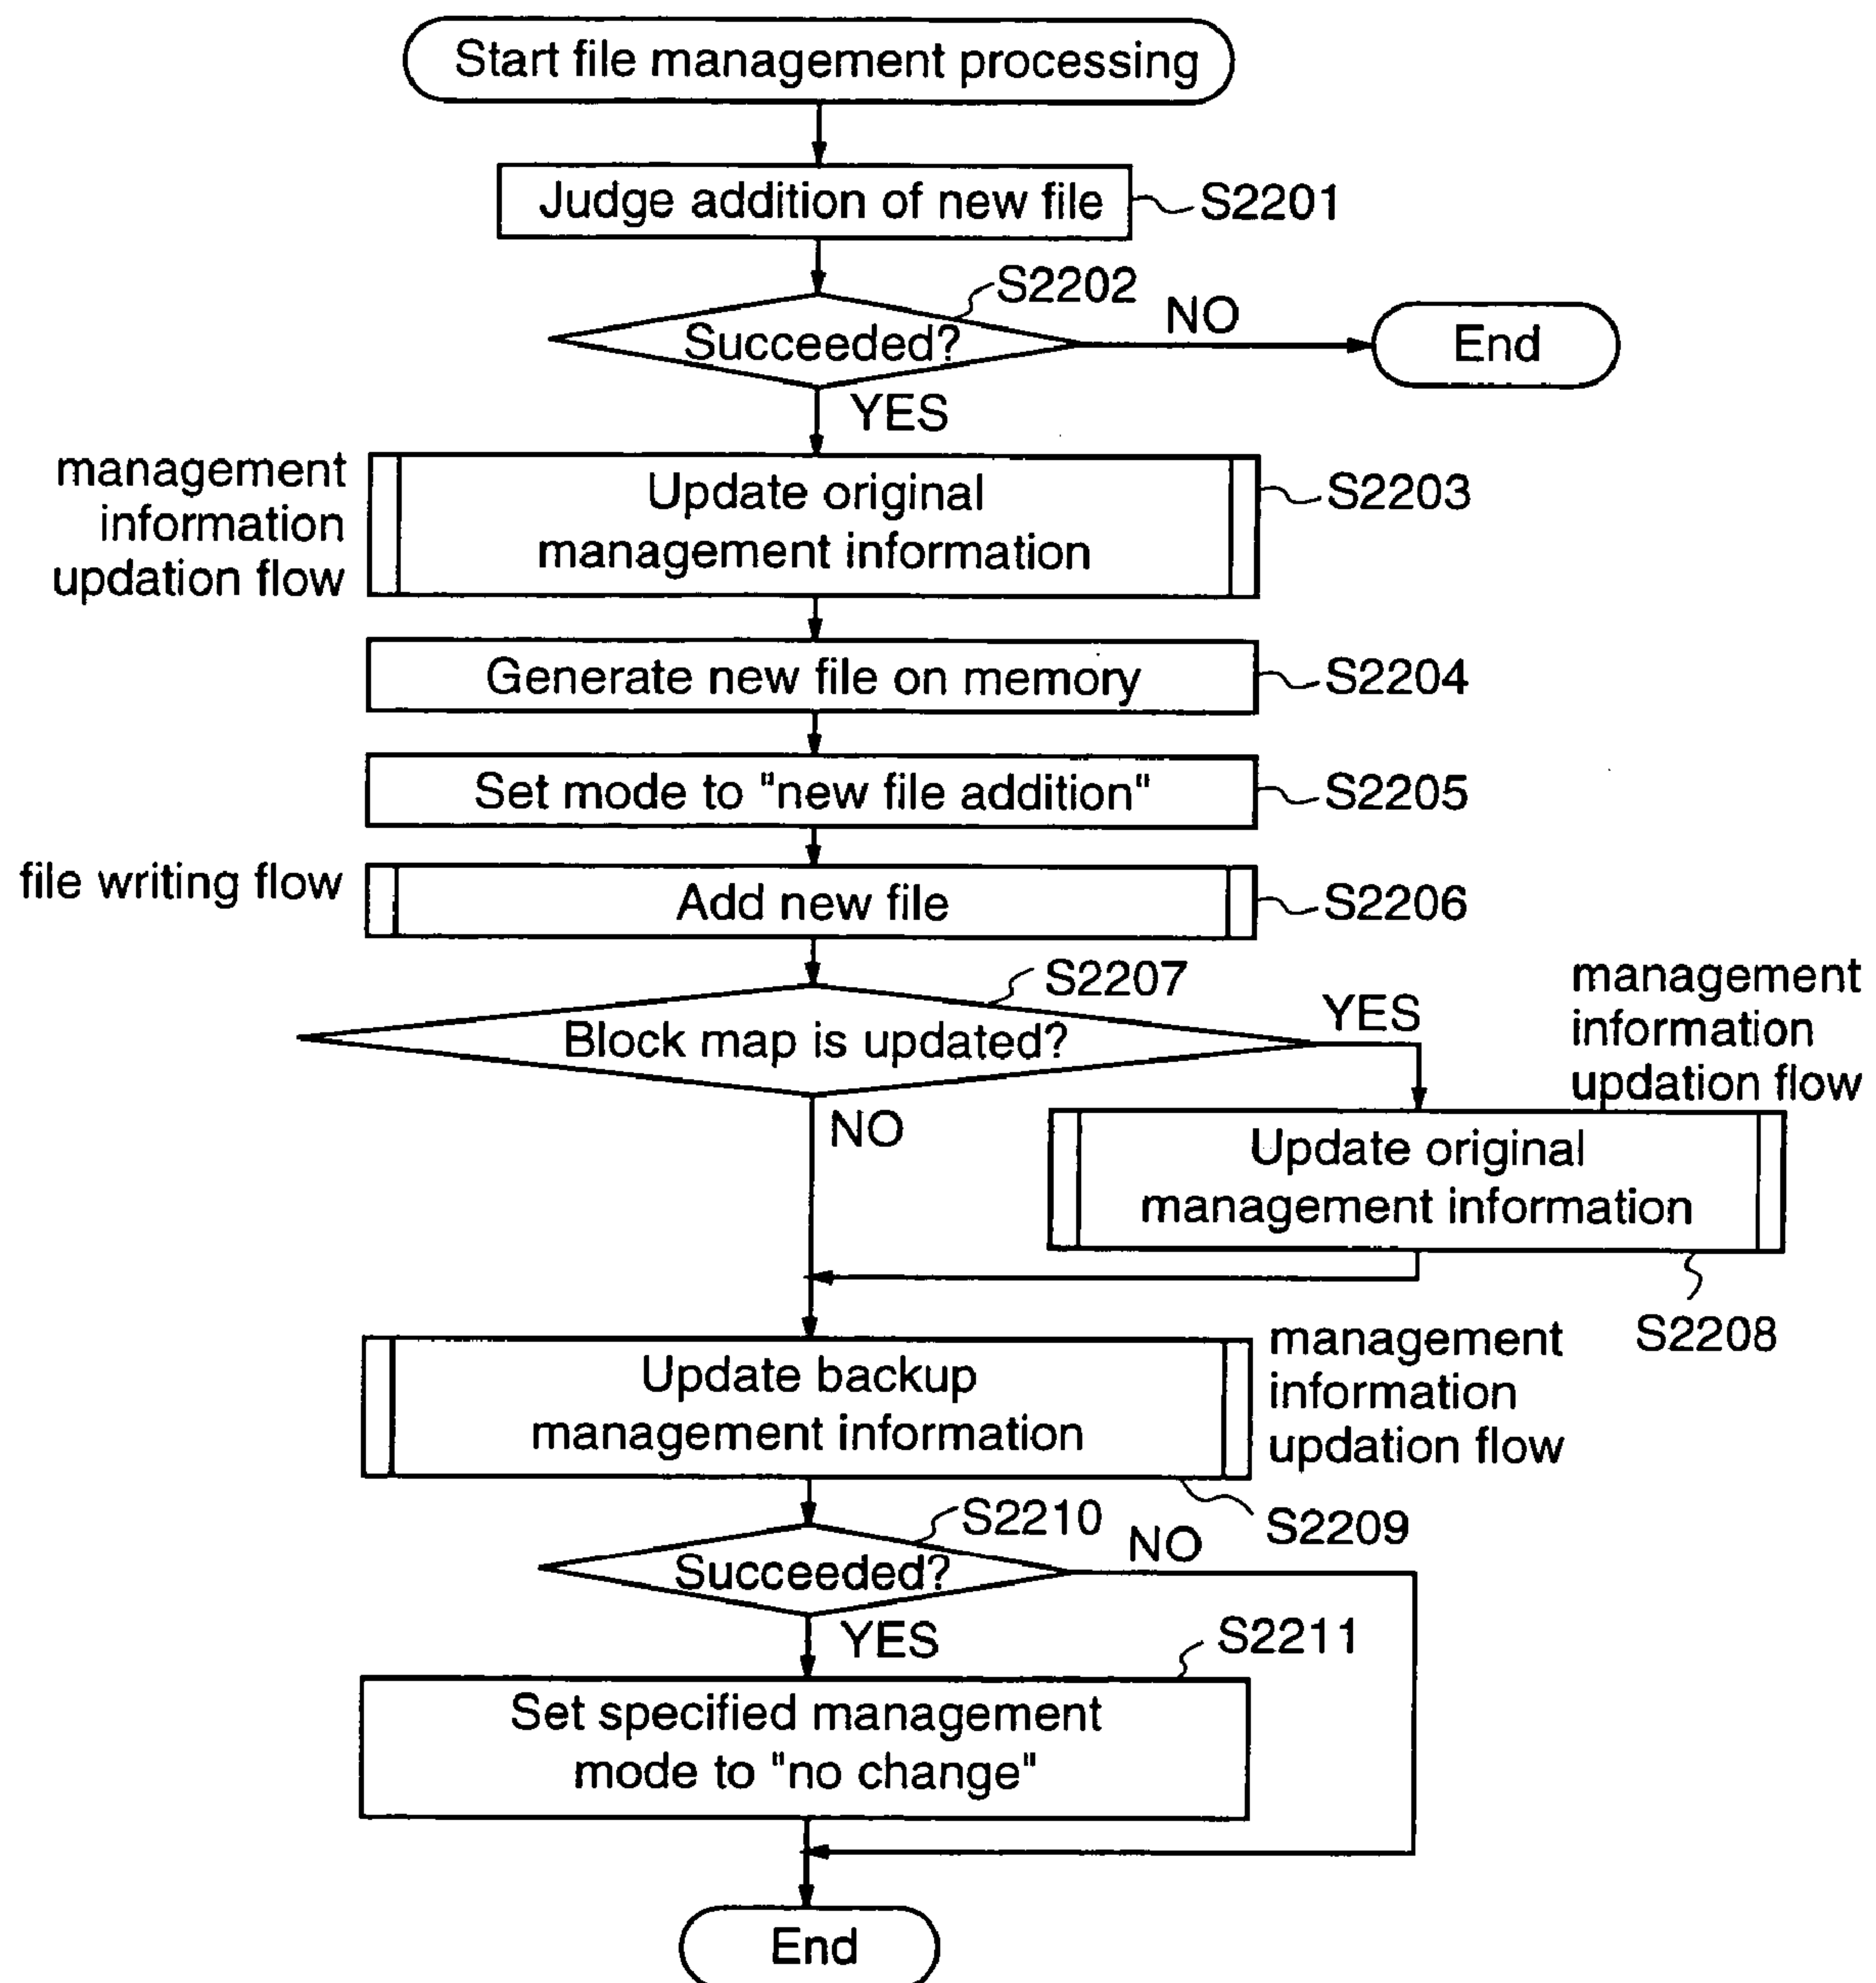 Start file management processing
Judge addition of new file
S2201
S2202
Succeeded?
NO
End
YES
management
information
updation flow
Update original
management information
S2203
Generate new file on memory
S2204
Set mode to "new file addition"
S2205
file writing flow
Add new file
S2206
S2207
Block map is updated?
YES
management
information
updation flow
NO
Update original
management information
S2208
Update backup
management information
management
information
updation flow
S2209
S2210
Succeeded?
NO
YES
S2211
Set specified management
mode to "no change"
End